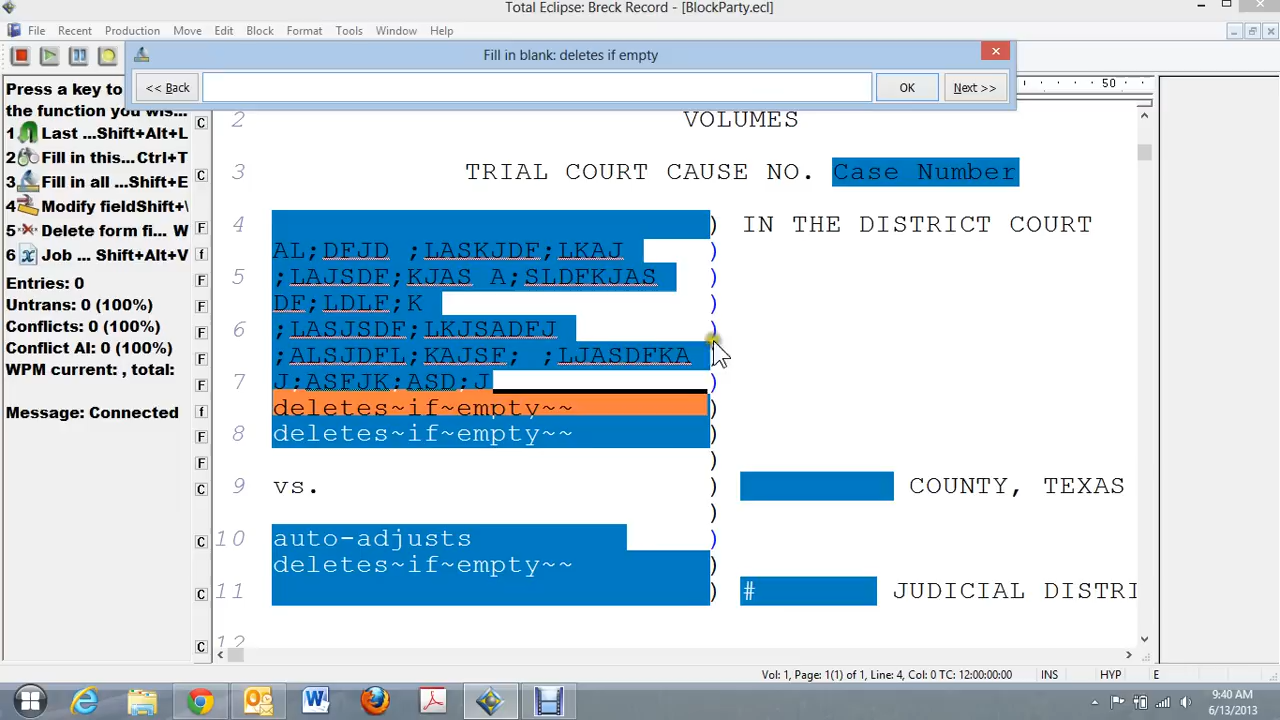 Total Eclipse: Breck Record - [BlockParty.ecl]
File Recent Production Move Edit Block Format Tools Window Help
Fill in blank: deletes if empty
<< Back OK Next >>
Press a key to
the function you wis...
1 Last ...Shift+Alt+L
2 Fill in this...Ctrl+T
3 Fill in all ...Shift+E
4 Modify fieldShift+\
5 Delete form fi... W
6 Job ... Shift+Alt+V
Entries: 0
Untrans: 0 (100%)
Conflicts: 0 (100%)
Conflict AI: 0 (100%)
WPM current: , total:
Message: Connected
C
C
F
f
F
F
F
F
f
F
F
C
C
C
C
50
2 VOLUMES
3 TRIAL COURT CAUSE NO. Case Number
4 ) IN THE DISTRICT COURT
AL;DFJD ;LASKJDF;LKAJ )
5 ;LAJSDF;KJAS A;SLDFKJAS )
DF;LDLF;K )
6 ;LASJSDF;LKJSADFJ )
;ALSJDFL;KAJSF; ;LJASDFKA
7 J;ASFJK;ASD;J )
deletes~if~empty~~ )
8 deletes~if~empty~~ )
)
9 vs. ) COUNTY, TEXAS
)
10 auto-adjusts )
deletes~if~empty~~ )
11 ) # JUDICIAL DISTRI
12
Vol: 1, Page: 1(1) of 1, Line: 4, Col: 0 TC: 12:00:00:00 INS HYP E
9:40 AM
6/13/2013